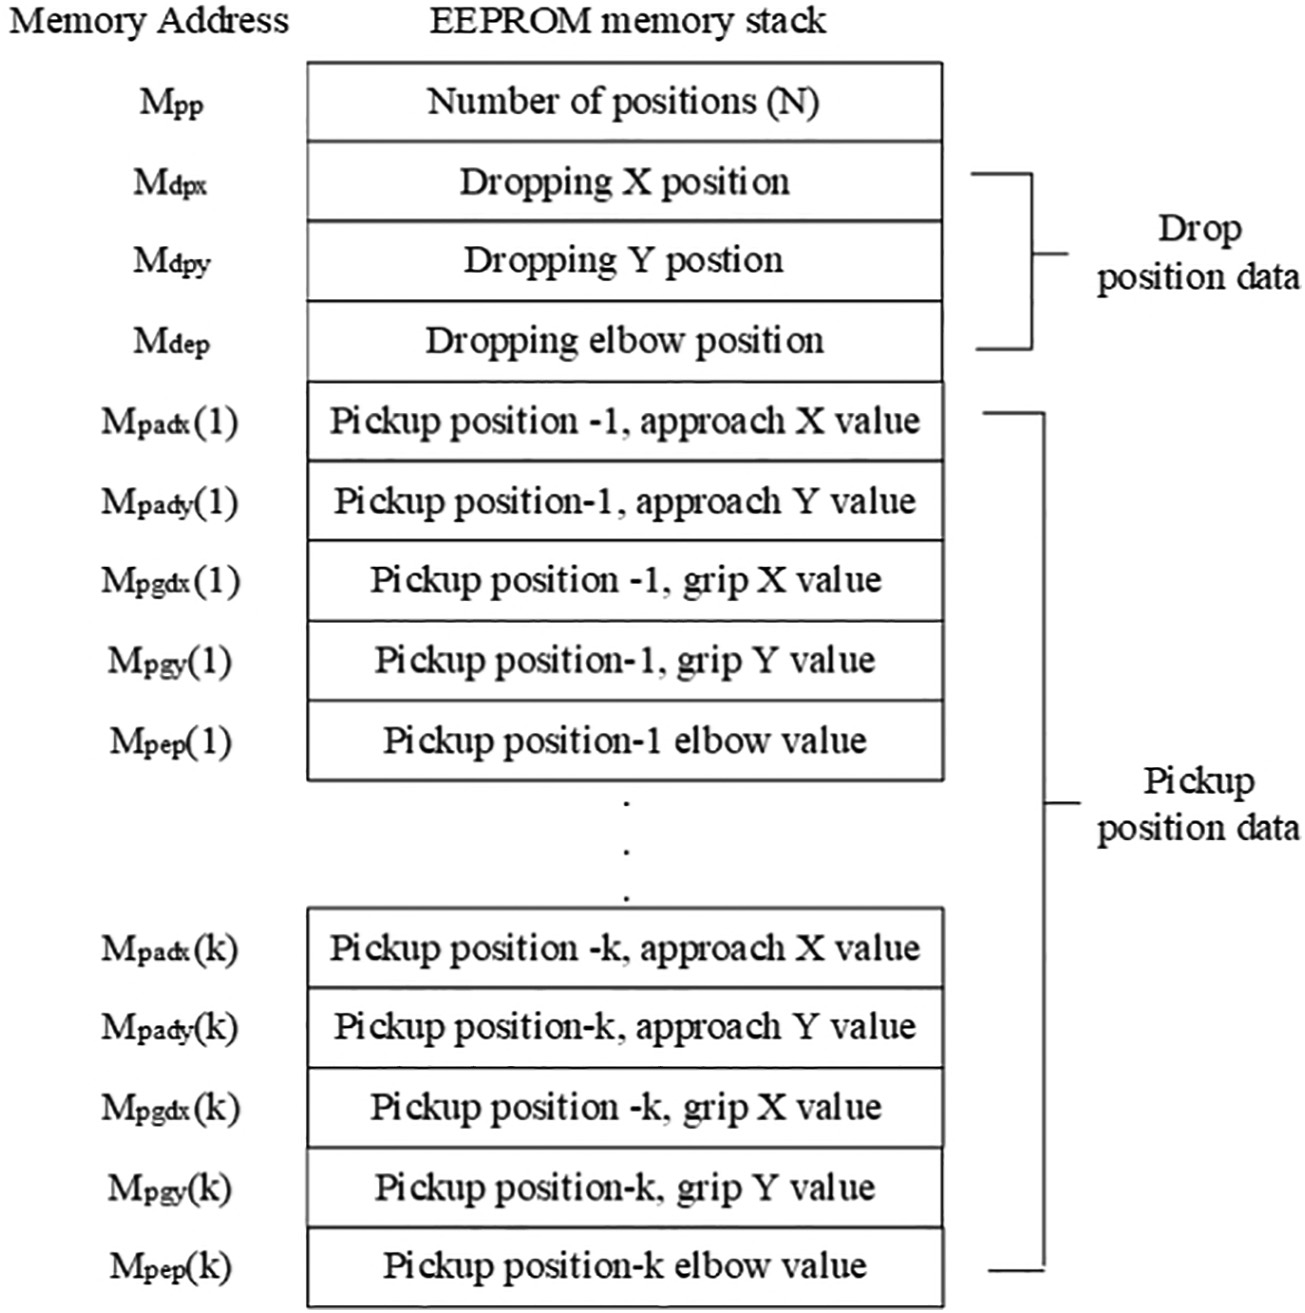 Memory Address EEPROM memory stack
Mpp Number of positions (N)
Mdpx Dropping X position
Mdpy Dropping Y postion
Drop
position data
Mdep Dropping elbow position
Mpadx(1) Pickup position -1, approach X value
Mpady(1) Pickup position-1, approach Y value
Mpgdx(1) Pickup position -1, grip X value
Mpgy(1) Pickup position-1, grip Y value
Mpep(1) Pickup position-1 elbow value
Pickup
position data
.
.
.
Mpadx(k) Pickup position -k, approach X value
Mpady(k) Pickup position-k, approach Y value
Mpgdx(k) Pickup position -k, grip X value
Mpgy(k) Pickup position-k, grip Y value
Mpep(k) Pickup position-k elbow value